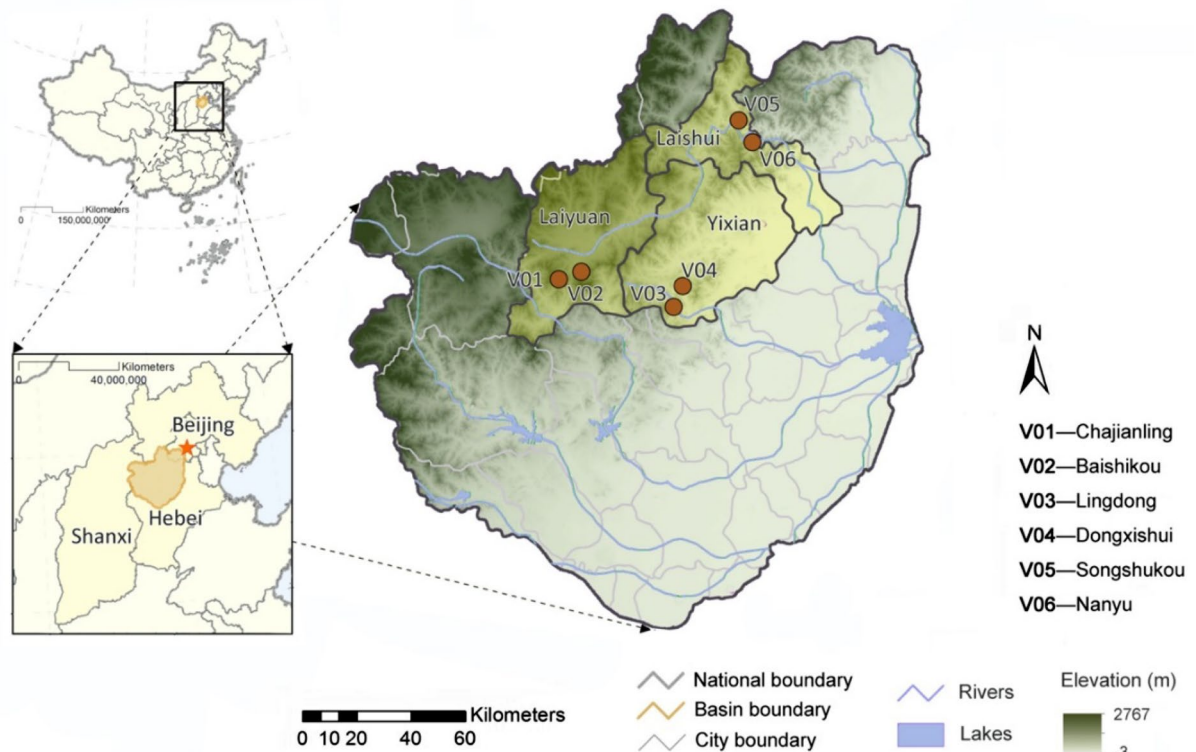 Kilometers
0 150,000,000
Kilometers
0 40,000,000
Beijing
Hebei
Shanxi
V05
Laishui
V06
Laiyuan
Yixian
V01
V02
V04
V03
N
V01—Chajianling
V02—Baishikou
V03—Lingdong
V04—Dongxishui
V05—Songshukou
V06—Nanyu
Kilometers
0 10 20 40 60
National boundary
Basin boundary
City boundary
Rivers
Lakes
Elevation (m)
2767